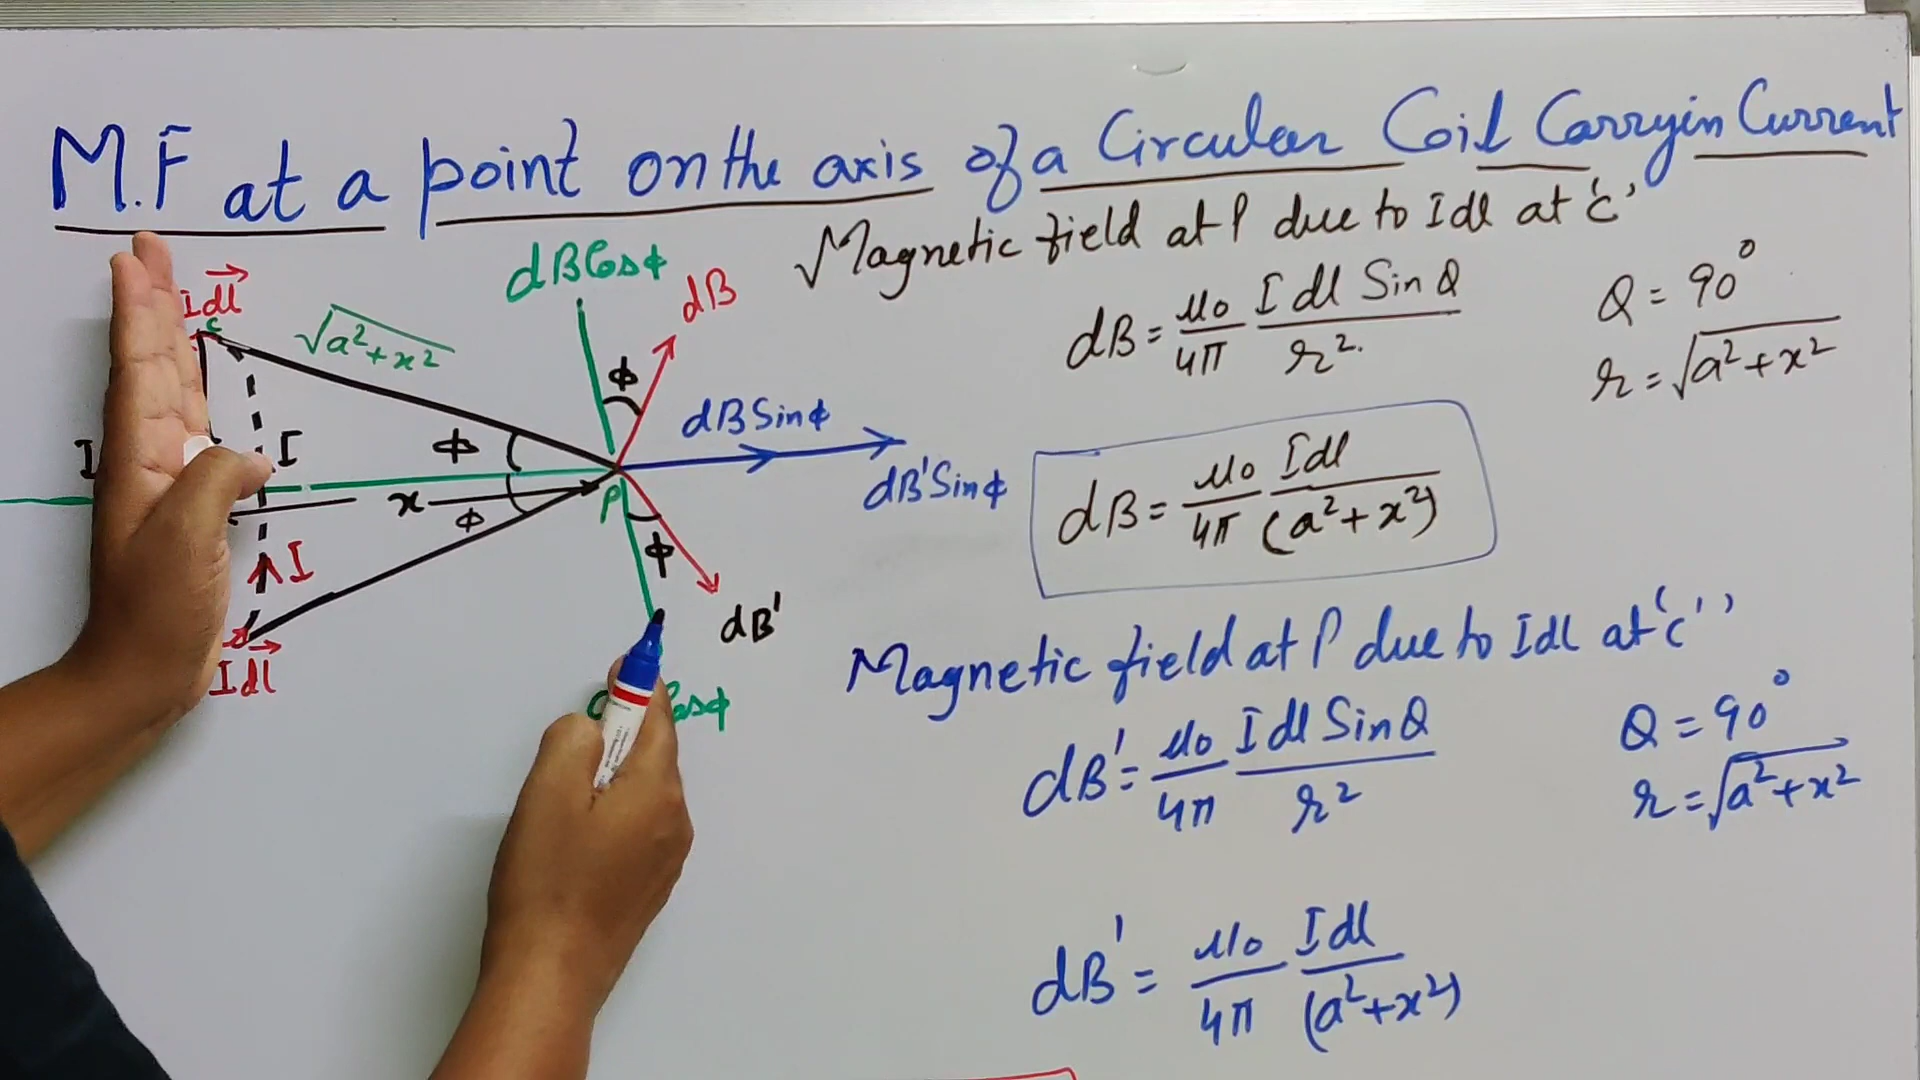 M.F at a point on the axis of a Circular Coil Carryin Current
√Magnetic field at P due to Idl at 'c'
dB = μ₀/4π Idl SinQ/r²
Q = 90°
r = √a²+x²
dB = μ₀/4π Idl/(a²+x²)
Magnetic field at P due to Idl at 'c''
dB' = μ₀/4π Idl SinQ/r²
Q = 90°
r = √a²+x²
dB' = μ₀/4π Idl/(a²+x²)
Idl
c
√a²+x²
dBCosϕ
dB
ϕ
dBSinϕ
dB'Sinϕ
I
I
ϕ
x
ϕ
P
ϕ
I
dB'
Idl
Cosϕ